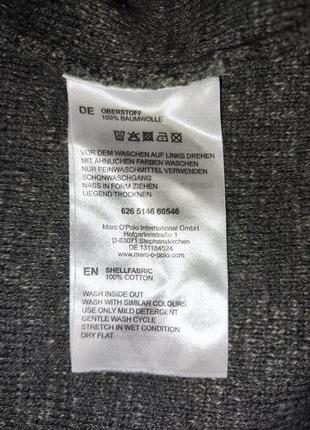 DE OBERSTOFF
100% BAUMWOLLE
VOR DEM WASCHEN AUF LINKS DREHEN
MIT ÄHNLICHEN FARBEN WASCHEN
NUR FEINWASCHMITTEL VERWENDEN
SCHONWASCHGANG
NASS IN FORM ZIEHEN
LIEGEND TROCKNEN
626 5146 60546
Marc O'Polo International GmbH
Hofgartenstraße 1
D-83071 Stephanskirchen
DE 131184524
www.marc-o-polo.com
EN SHELLFABRIC
100% COTTON
WASH INSIDE OUT
WASH WITH SIMILAR COLOURS
USE ONLY MILD DETERGENT
GENTLE WASH CYCLE
STRETCH IN WET CONDITION
DRY FLAT